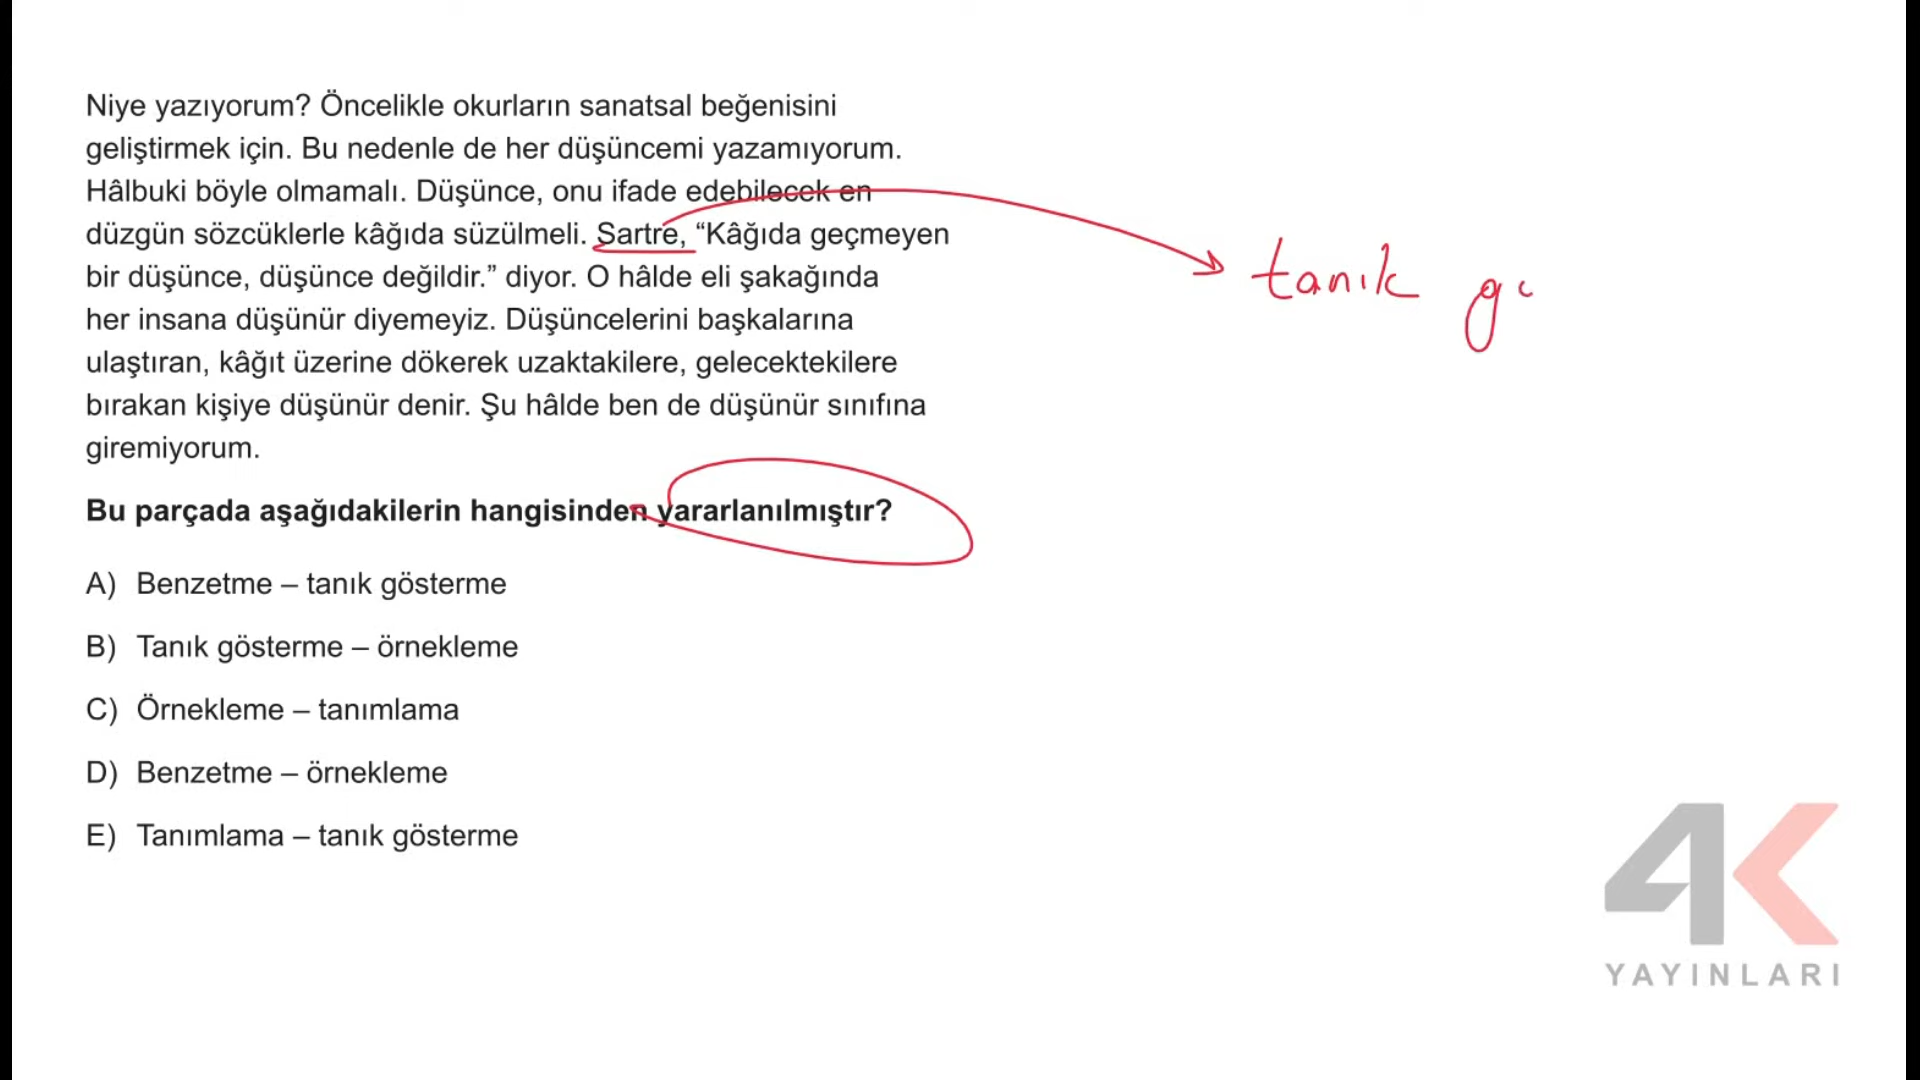 Niye yazıyorum? Öncelikle okurların sanatsal beğenisini
geliştirmek için. Bu nedenle de her düşüncemi yazamıyorum.
Hâlbuki böyle olmamalı. Düşünce, onu ifade edebilecek en
düzgün sözcüklerle kâğıda süzülmeli. Sartre, “Kâğıda geçmeyen
bir düşünce, düşünce değildir.” diyor. O hâlde eli şakağında
her insana düşünür diyemeyiz. Düşüncelerini başkalarına
ulaştıran, kâğıt üzerine dökerek uzaktakilere, gelecektekilere
bırakan kişiye düşünür denir. Şu hâlde ben de düşünür sınıfına
giremiyorum.
tanık
Bu parçada aşağıdakilerin hangisinden yararlanılmıştır?
A) Benzetme – tanık gösterme
B) Tanık gösterme – örnekleme
C) Örnekleme – tanımlama
D) Benzetme – örnekleme
E) Tanımlama – tanık gösterme
4K
YAYINLARI